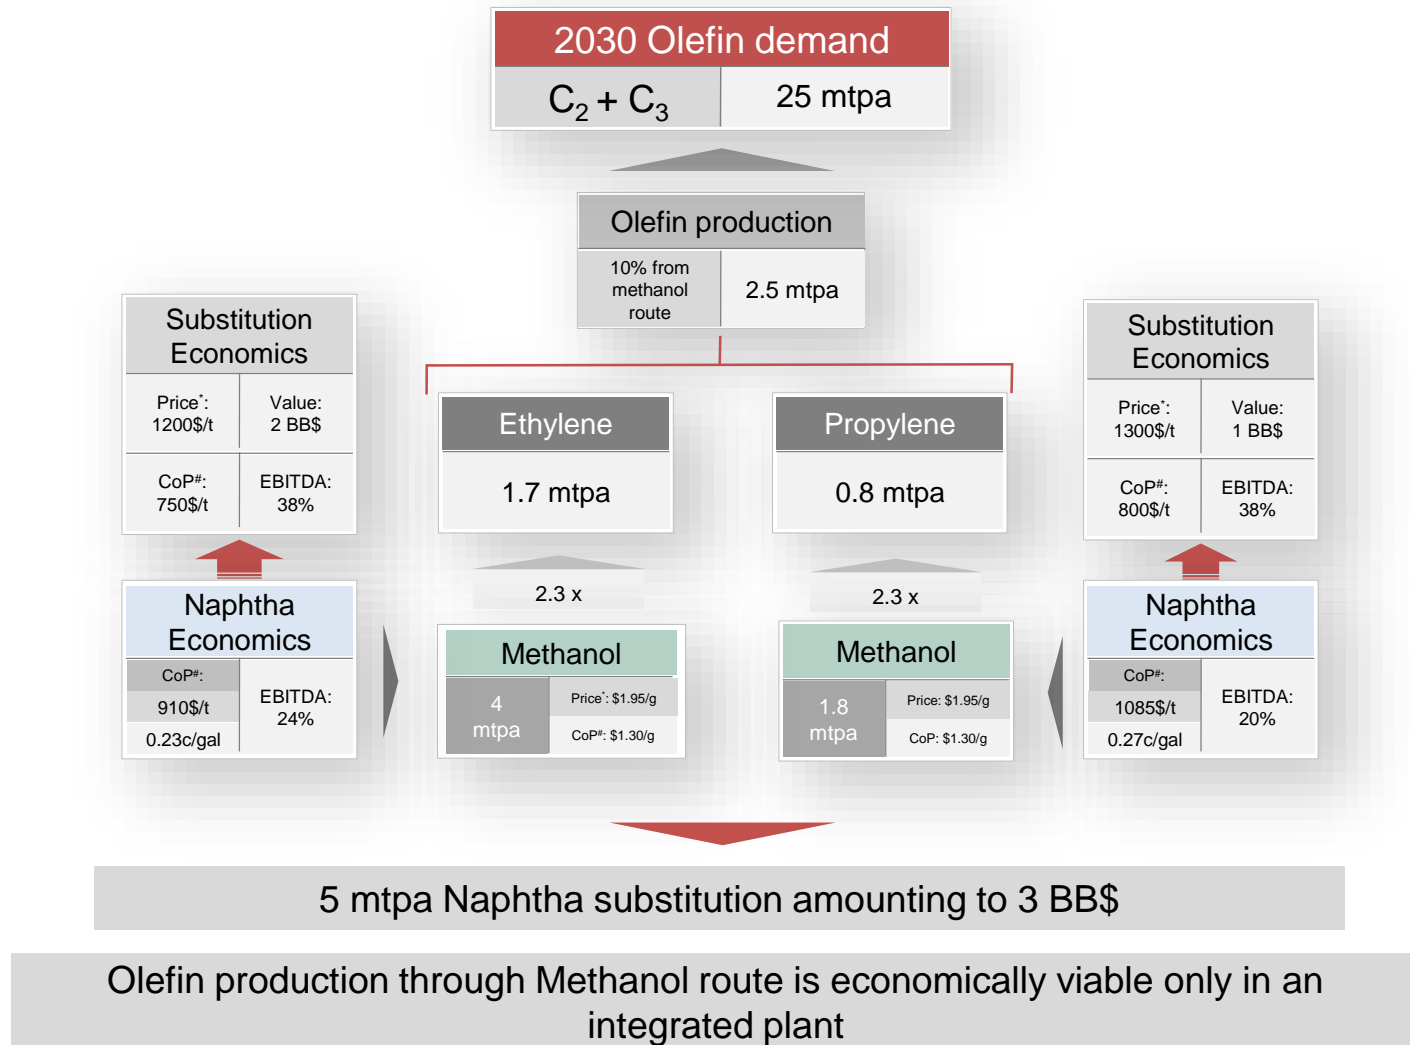 2030 Olefin demand
C₂ + C₃
25 mtpa
Olefin production
10% from
methanol
route
2.5 mtpa
Substitution
Economics
Price*:
1200$/t
Value:
2 BB$
CoP#:
750$/t
EBITDA:
38%
Ethylene
1.7 mtpa
Propylene
0.8 mtpa
Substitution
Economics
Price*:
1300$/t
Value:
1 BB$
CoP#:
800$/t
EBITDA:
38%
2.3 x
2.3 x
Naphtha
Economics
CoP#:
910$/t
0.23c/gal
EBITDA:
24%
Methanol
4
mtpa
Price*: $1.95/g
CoP#: $1.30/g
Methanol
1.8
mtpa
Price: $1.95/g
CoP: $1.30/g
Naphtha
Economics
CoP#:
1085$/t
0.27c/gal
EBITDA:
20%
5 mtpa Naphtha substitution amounting to 3 BB$
Olefin production through Methanol route is economically viable only in an
integrated plant